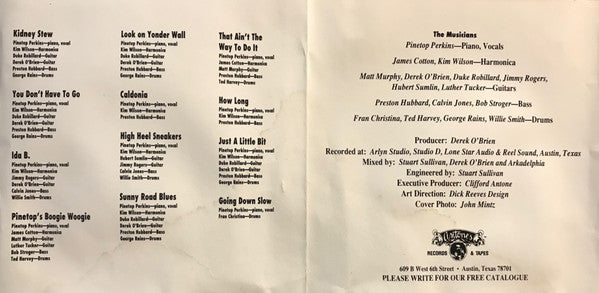 Kidney Stew
Pinetop Perkins—piano, vocal
Kim Wilson—Harmonica
Duke Robillard—Guitar
Derek O'Brien—Guitar
Preston Hubbard—Bass
George Rains—Drums
You Don't Have To Go
Pinetop Perkins—piano, vocal
Kim Wilson—Harmonica
Duke Robillard—Guitar
Derek O'Brien—Guitar
Preston Hubbard—Bass
George Rains—Drums
Ida B.
Pinetop Perkins—piano, vocal
Kim Wilson—Harmonica
Jimmy Rogers—Guitar
Derek O'Brien—Guitar
Calvin Jones—Bass
Willie Smith—Drums
Pinetop's Boogie Woogie
Pinetop Perkins—piano, vocal
James Cotton—Harmonica
Matt Murphy—Guitar
Luther Tucker—Guitar
Bob Stroger—Bass
Ted Harvey—Drums
Look on Yonder Wall
Pinetop Perkins—piano, vocal
Kim Wilson—Harmonica
Duke Robillard—Guitar
Derek O'Brien—Guitar
Preston Hubbard—Bass
George Rains—Drums
Caldonia
Pinetop Perkins—piano, vocal
Kim Wilson—Harmonica
Duke Robillard—Guitar
Derek O'Brien—Guitar
Preston Hubbard—Bass
George Rains—Drums
High Heel Sneakers
Pinetop Perkins—piano, vocal
Kim Wilson—Harmonica
Hubert Sumlin—Guitar
Jimmy Rogers—Guitar
Calvin Jones—Bass
Willie Smith—Drums
Sunny Road Blues
Pinetop Perkins—piano, vocal
Kim Wilson—Harmonica
Duke Robillard—Guitar
Derek O'Brien—Guitar
Preston Hubbard—Bass
George Rains—Drums
That Ain't The
Way To Do It
Pinetop Perkins—piano, vocal
James Cotton—Harmonica
Matt Murphy—Guitar
Preston Hubbard—Bass
Ted Harvey—Drums
How Long
Pinetop Perkins—piano, vocal
Preston Hubbard—Bass
George Rains—Drums
Just A Little Bit
Pinetop Perkins—piano, vocal
Kim Wilson—Harmonica
Duke Robillard—Guitar
Derek O'Brien—Guitar
Preston Hubbard—Bass
George Rains—Drums
Going Down Slow
Pinetop Perkins—piano, vocal
Fran Christina—Drums
The Musicians
Pinetop Perkins—Piano, Vocals
James Cotton, Kim Wilson—Harmonica
Matt Murphy, Derek O'Brien, Duke Robillard, Jimmy Rogers,
Hubert Sumlin, Luther Tucker—Guitars
Preston Hubbard, Calvin Jones, Bob Stroger—Bass
Fran Christina, Ted Harvey, George Rains, Willie Smith—Drums
Producer: Derek O'Brien
Recorded at: Arlyn Studio, Studio D, Lone Star Audio & Reel Sound, Austin, Texas
Mixed by: Stuart Sullivan, Derek O'Brien and Arkadelphia
Engineered by: Stuart Sullivan
Executive Producer: Clifford Antone
Art Direction: Dick Reeves Design
Cover Photo: John Mintz
Antone's
RECORDS & TAPES
609 B West 6th Street • Austin, Texas 78701
PLEASE WRITE FOR OUR FREE CATALOGUE